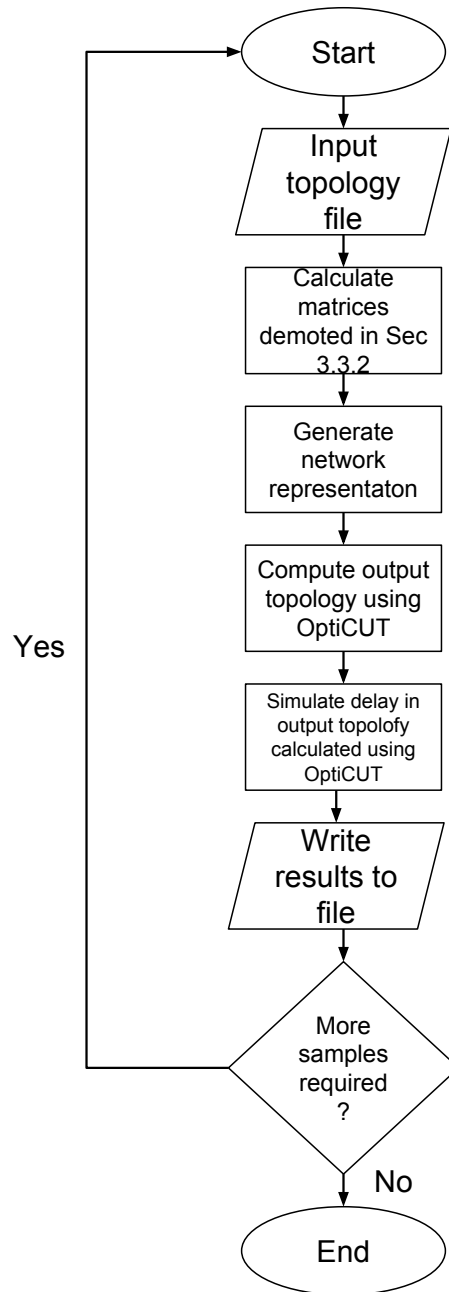 Start
Input
topology
file
Calculate
matrices
demoted in Sec
3.3.2
Generate
network
representaton
Compute output
topology using
OptiCUT
Yes
Simulate delay in
output topolofy
calculated using
OptiCUT
Write
results to
file
More
samples
required
?
No
End